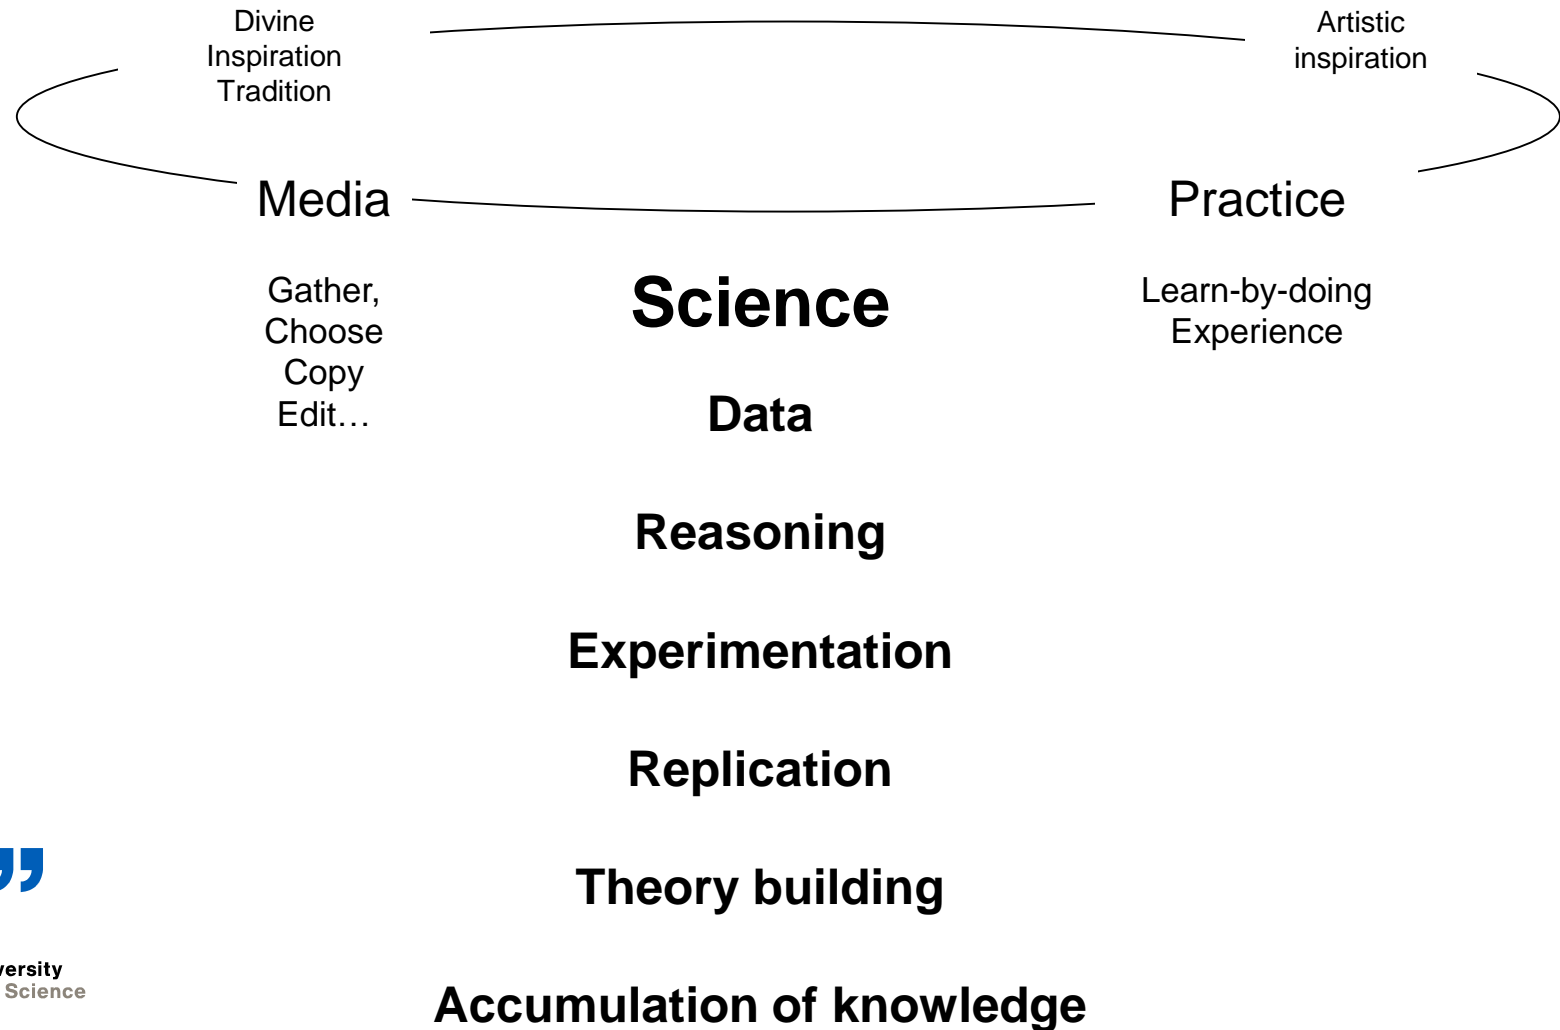 Divine
Inspiration
Tradition
Artistic
inspiration
Media
Practice
Gather,
Choose
Copy
Edit…
Science
Learn-by-doing
Experience
Data
Reasoning
Experimentation
Replication
Theory building
Accumulation of knowledge
”
versity
Science